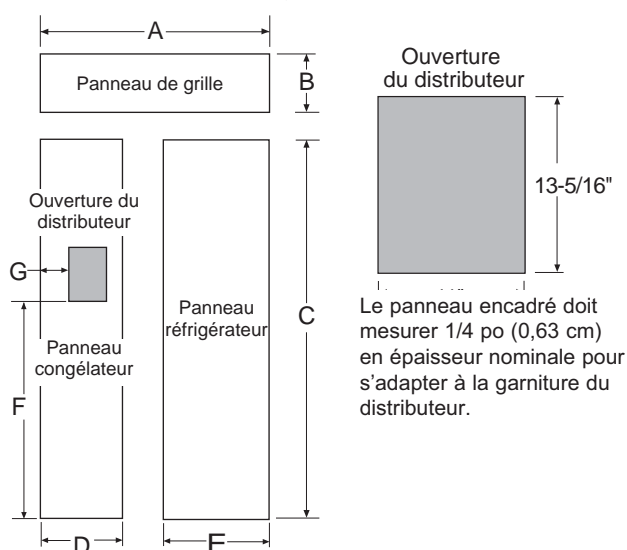 A
Panneau de grille
B
Ouverture
du distributeur
13-5/16"
Ouverture du
distributeur
G
Panneau
réfrigérateur
C
Panneau
congélateur
F
D
E
Le panneau encadré doit
mesurer 1/4 po (0,63 cm)
en épaisseur nominale pour
s'adapter à la garniture du
distributeur.